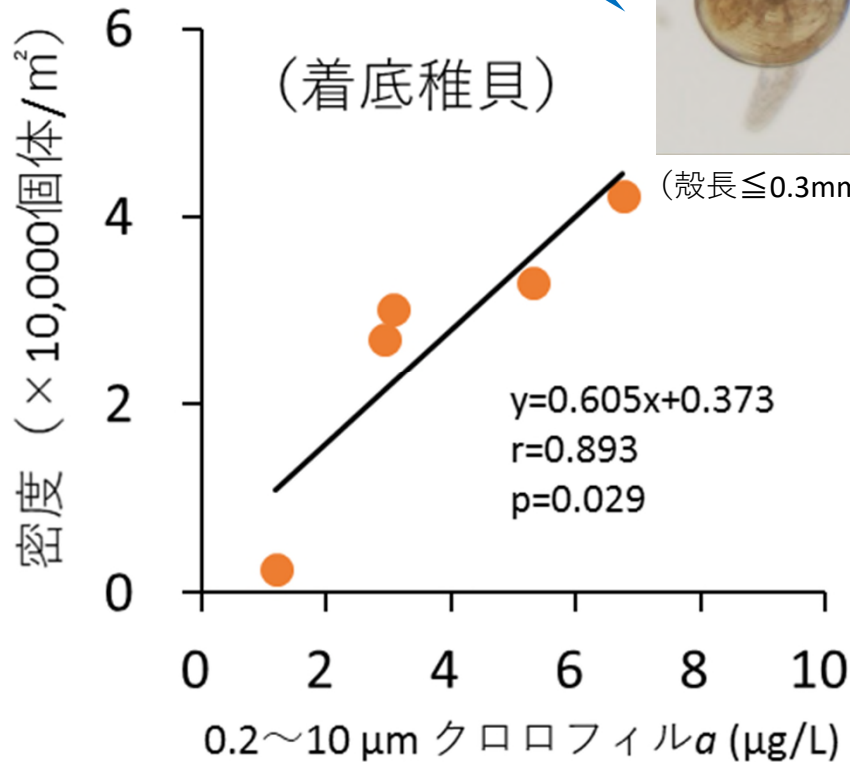 （着底稚貝）
（殻長≦0.3mm
密度（×10,000個体/㎡）
6
4
2
0
y=0.605x+0.373
r=0.893
p=0.029
0 2 4 6 8 10
0.2～10 µm クロロフィルa (µg/L)